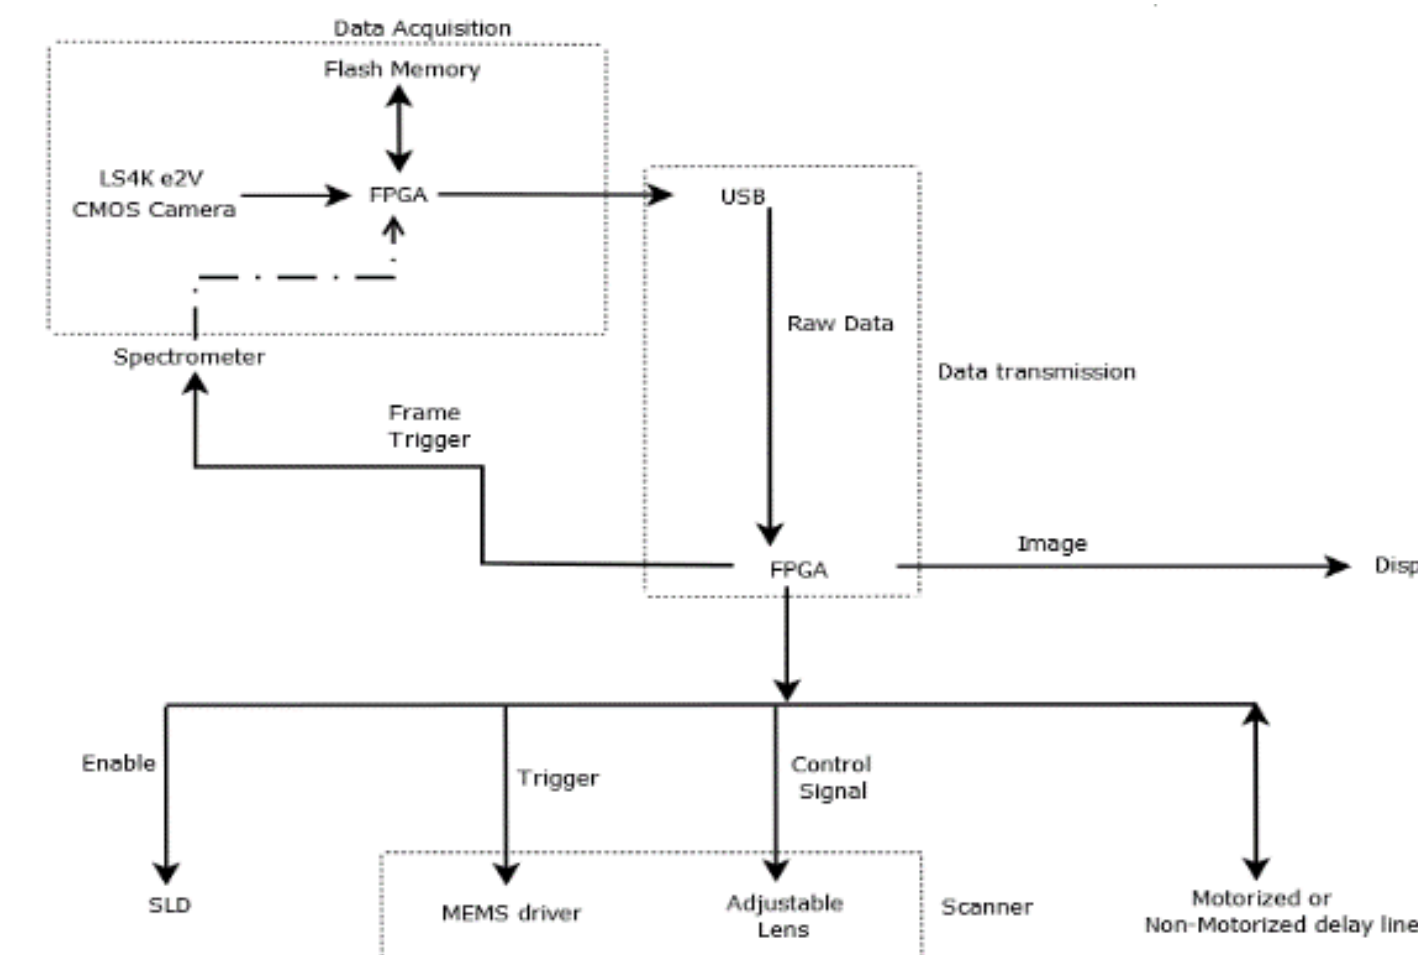 Data Acquisition
Flash Memory
LS4K e2V
CMOS Camera
FPGA
USB
Raw Data
Spectrometer
Data transmission
Frame
Trigger
Image
FPGA
Disp
Enable
Trigger
Control
Signal
SLD
MEMS driver
Adjustable
Lens
Scanner
Motorized or
Non-Motorized delay line